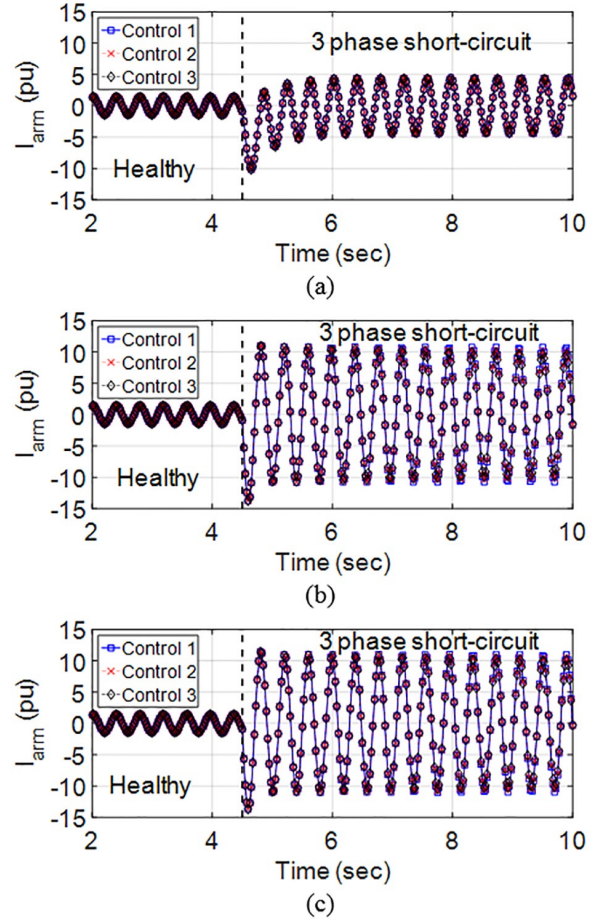 15
10
5
0
-5
-10
-15
I_arm (pu)
Control 1
Control 2
Control 3
3 phase short-circuit
Healthy
2 4 6 8 10
Time (sec)
(a)
15
10
5
0
-5
-10
-15
I_arm (pu)
Control 1
Control 2
Control 3
3 phase short-circuit
Healthy
2 4 6 8 10
Time (sec)
(b)
15
10
5
0
-5
-10
-15
I_arm (pu)
Control 1
Control 2
Control 3
3 phase short-circuit
Healthy
2 4 6 8 10
Time (sec)
(c)